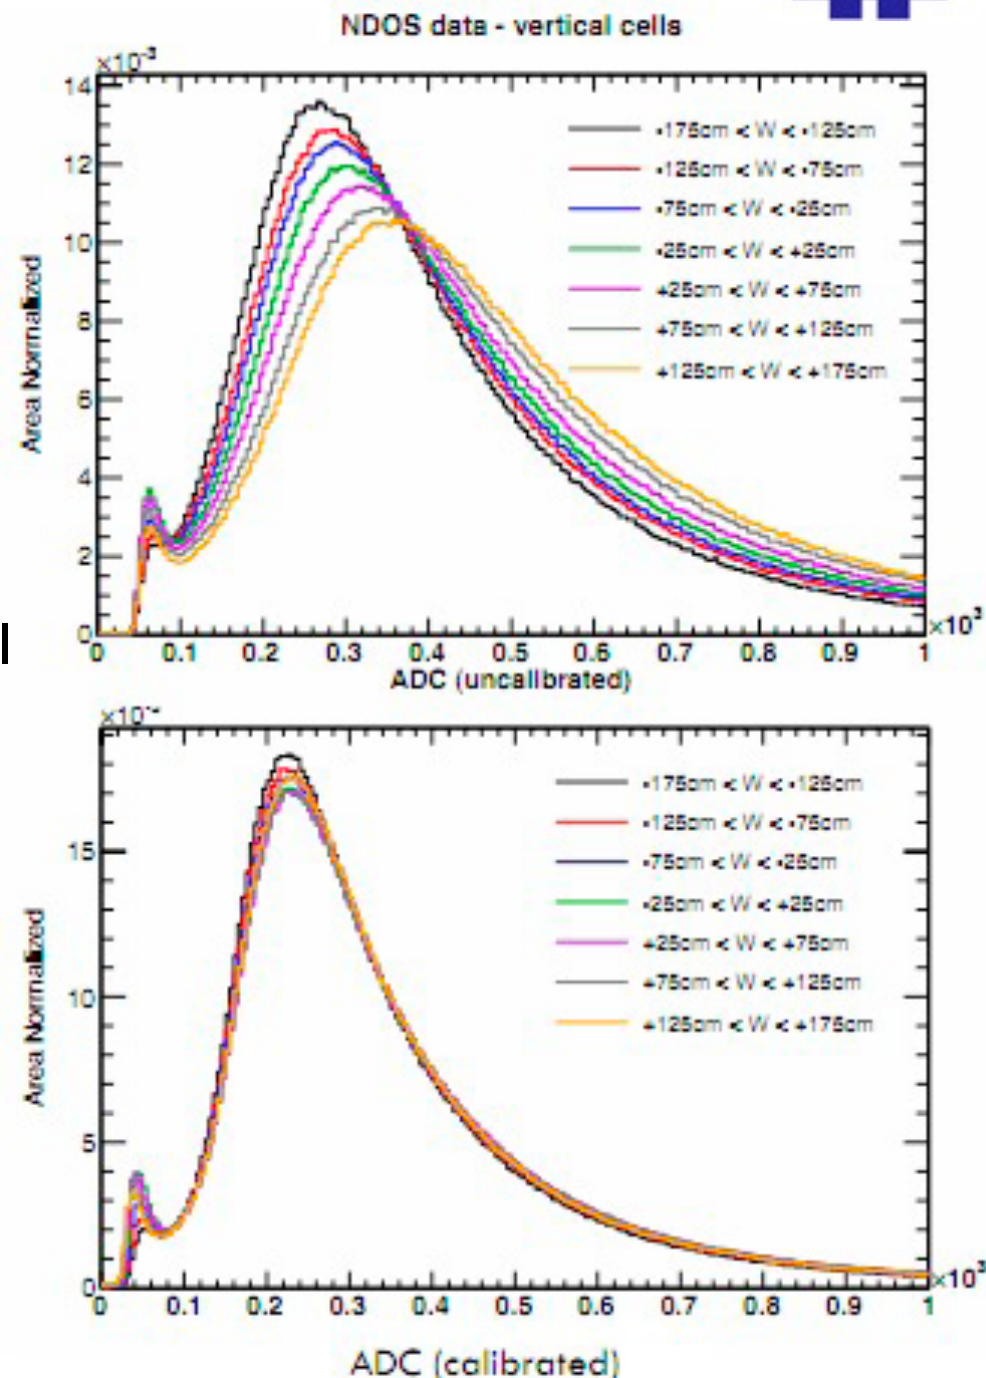 NDOS data - vertical cells
×10⁻³
14
12
10
8
6
4
2
0
Area Normalized
-175cm < W < -125cm
-125cm < W < -75cm
-75cm < W < -25cm
-25cm < W < +25cm
+25cm < W < +75cm
+75cm < W < +125cm
+125cm < W < +175cm
0 0.1 0.2 0.3 0.4 0.5 0.6 0.7 0.8 0.9 1
×10³
ADC (uncalibrated)
15
10
5
0
Area Normalized
-175cm < W < -125cm
-125cm < W < -75cm
-75cm < W < -25cm
-25cm < W < +25cm
+25cm < W < +75cm
+75cm < W < +125cm
+125cm < W < +175cm
0 0.1 0.2 0.3 0.4 0.5 0.6 0.7 0.8 0.9 1
×10³
ADC (calibrated)